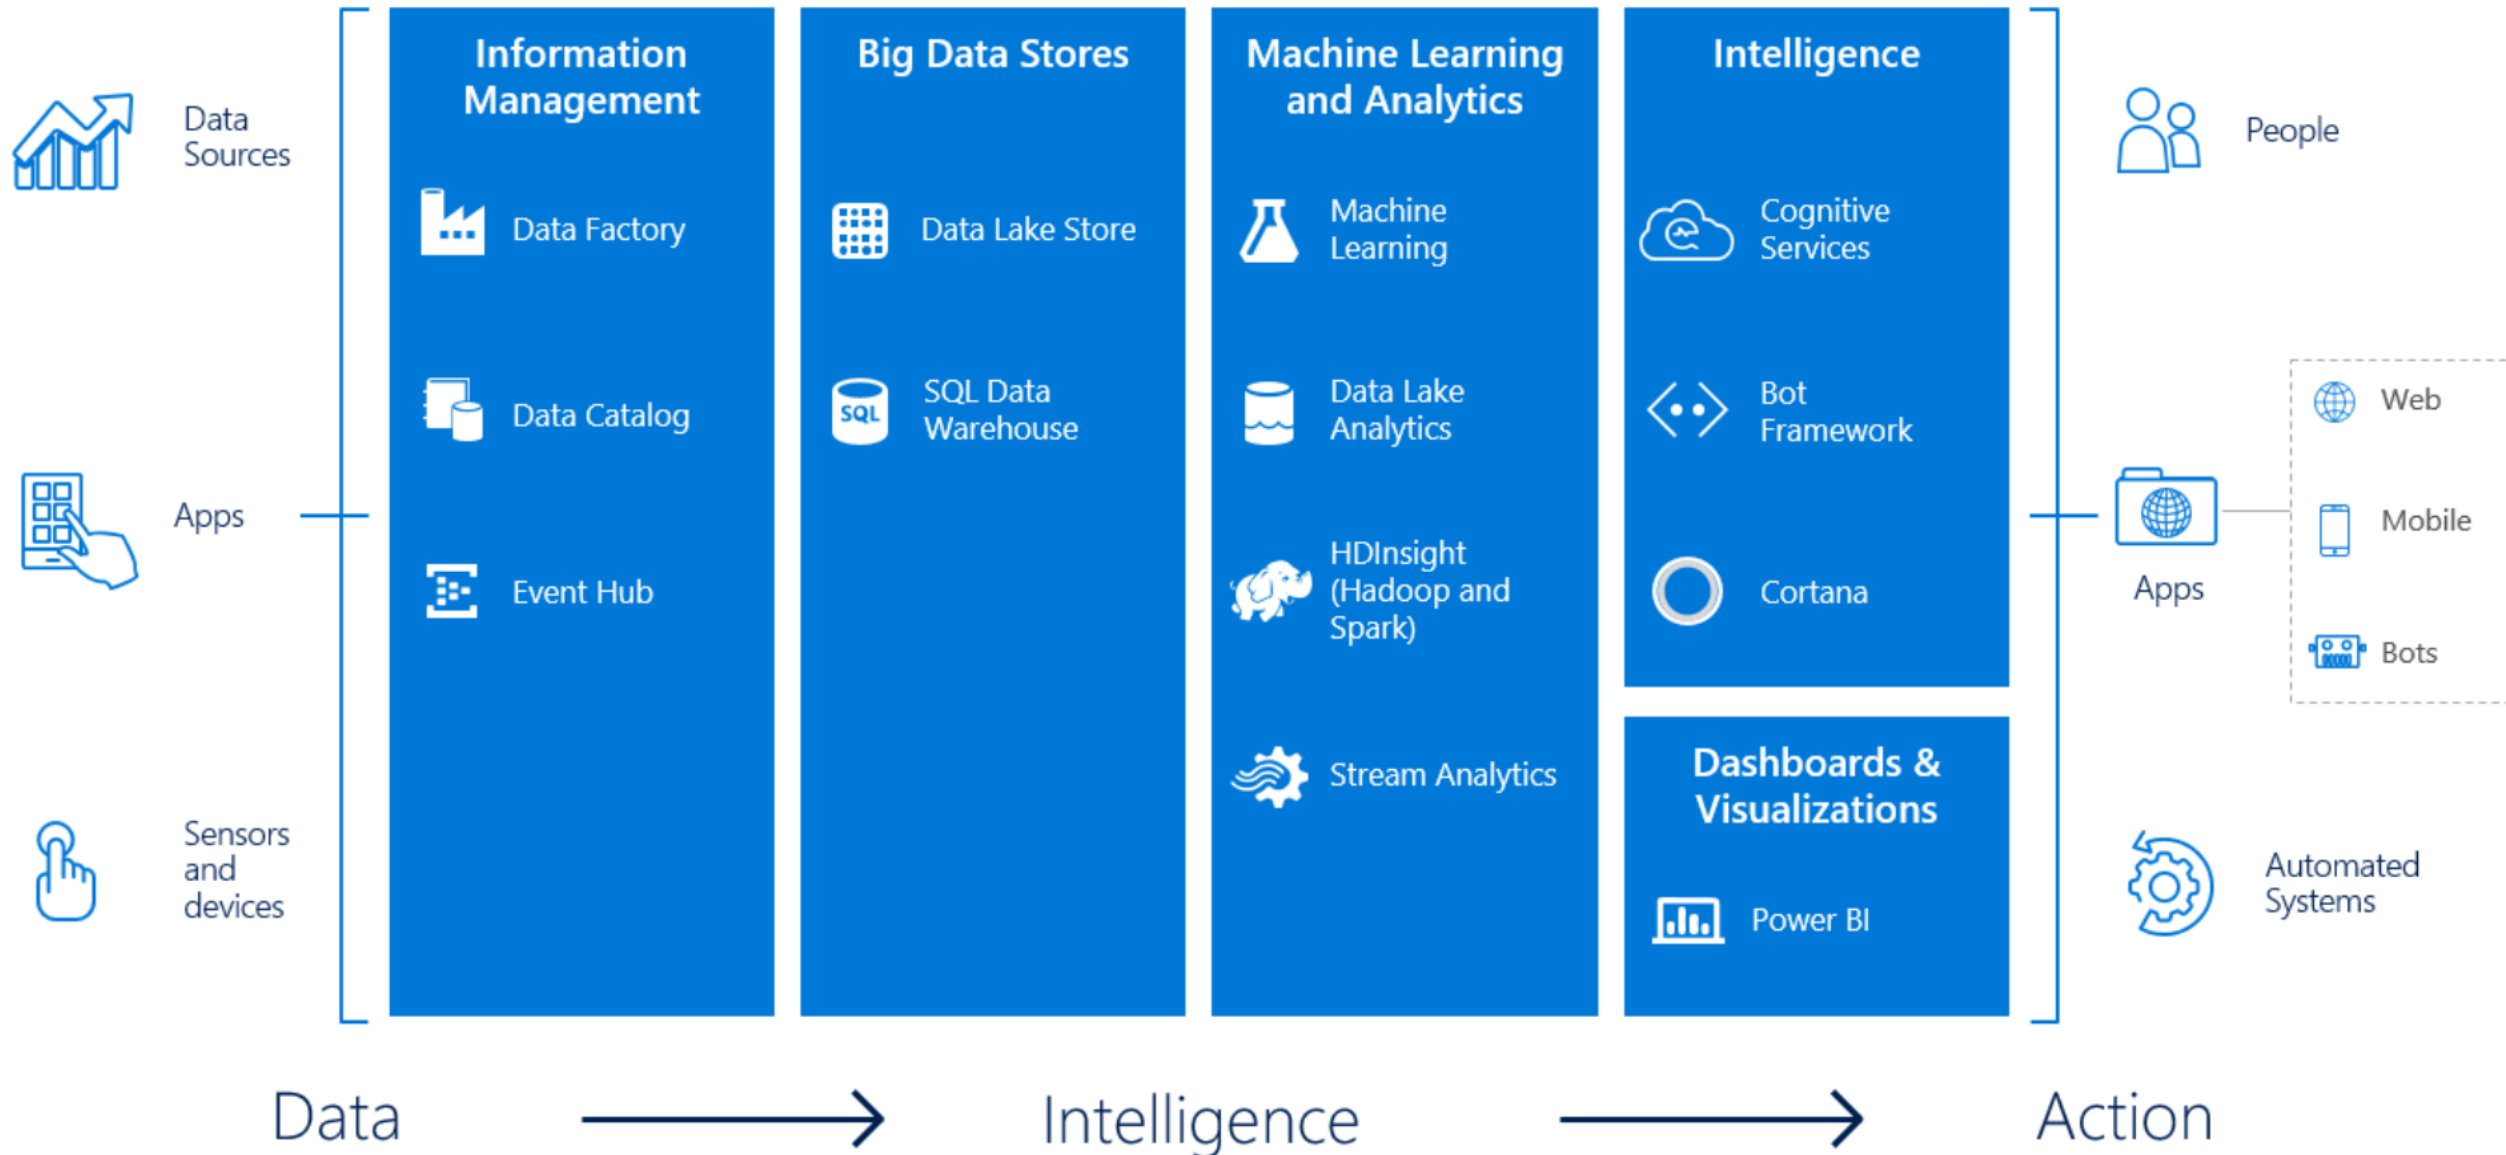 Data
Sources
Apps
Sensors
and
devices
Information
Management
Data Factory
Data Catalog
Event Hub
Big Data Stores
Data Lake Store
SQL
SQL Data
Warehouse
Machine Learning
and Analytics
Machine
Learning
Data Lake
Analytics
HDInsight
(Hadoop and
Spark)
Stream Analytics
Intelligence
Cognitive
Services
Bot
Framework
Cortana
Dashboards &
Visualizations
Power BI
People
Apps
Web
Mobile
Bots
Automated
Systems
Data
Intelligence
Action